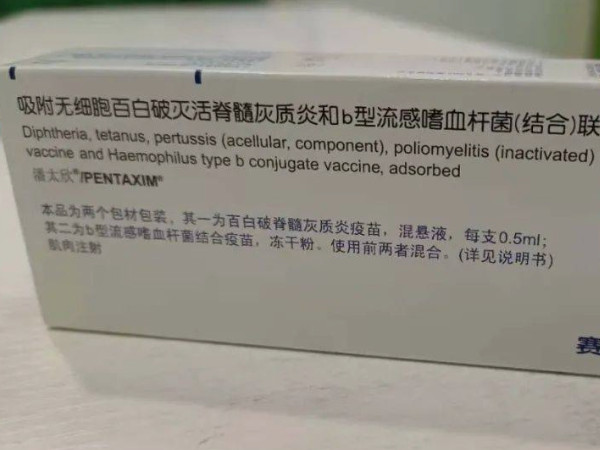 吸附无细胞百白破灭活脊髓灰质炎和b型流感嗜血杆菌(结合)联
Diphtheria, tetanus, pertussis (acellular, component), poliomyelitis (inactivated)
vaccine and Haemophilus type b conjugate vaccine, adsorbed
潘太欣®/PENTAXIM®
本品为两个包材包装，其一为百白破脊髓灰质炎疫苗，混悬液，每支0.5ml；
其二为b型流感嗜血杆菌结合疫苗，冻干粉。使用前两者混合。(详见说明书)
肌肉注射
赛